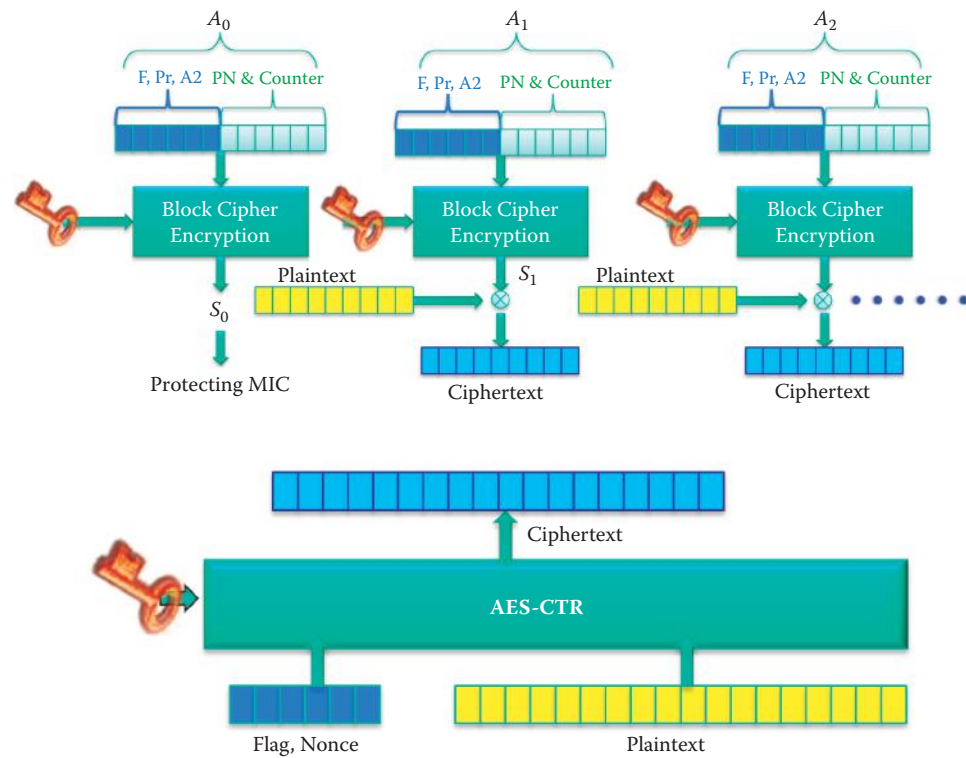 A0
A1
A2
F, Pr, A2 PN & Counter
F, Pr, A2 PN & Counter
F, Pr, A2 PN & Counter
Block Cipher
Encryption
Block Cipher
Encryption
Block Cipher
Encryption
S0
Plaintext
S1
Plaintext
Protecting MIC
Ciphertext
Ciphertext
Ciphertext
AES-CTR
Flag, Nonce
Plaintext